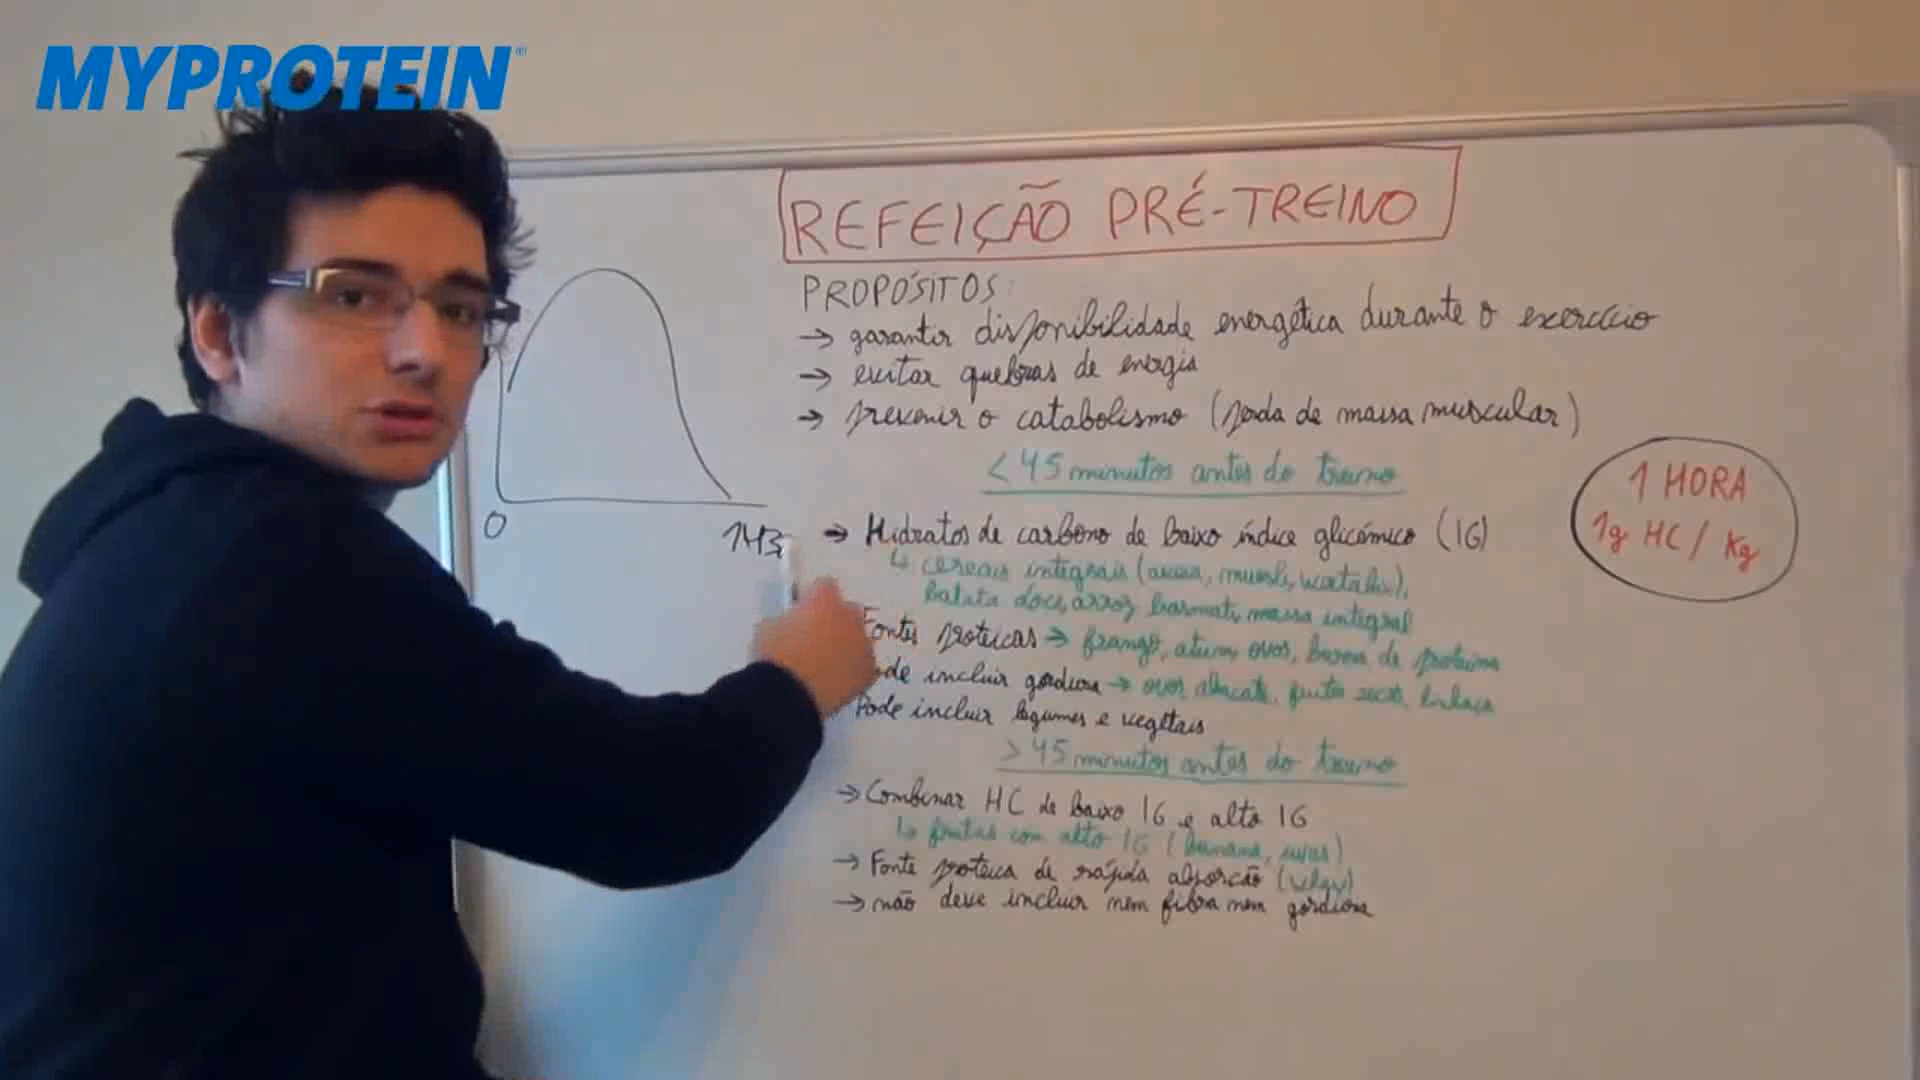 MYPROTEIN
REFEIÇÃO PRÉ-TREINO
PROPÓSITOS:
→ garantir disponibilidade energética durante o exercício
→ evitar quebras de energia
→ prevenir o catabolismo (perda de massa muscular)
< 45 minutos antes do treino
→ Hidratos de carbono de baixo índice glicémico (IG)
↳ cereais integrais (aveia, muesli, weetabix),
batata doce, arroz basmati, massa integral
Fontes proteicas → frango, atum, ovos, barra de proteína
de incluir gordura → ovos, abacate, frutos secos, linhaça
Pode incluir legumes e vegetais
> 45 minutos antes do treino
→ Combinar HC de baixo IG e alto IG
↳ frutas com alto IG (banana, uvas)
→ Fonte proteica de rápida absorção (whey)
→ não deve incluir nem fibra nem gordura
1 HORA
1g HC / Kg
0
1H3